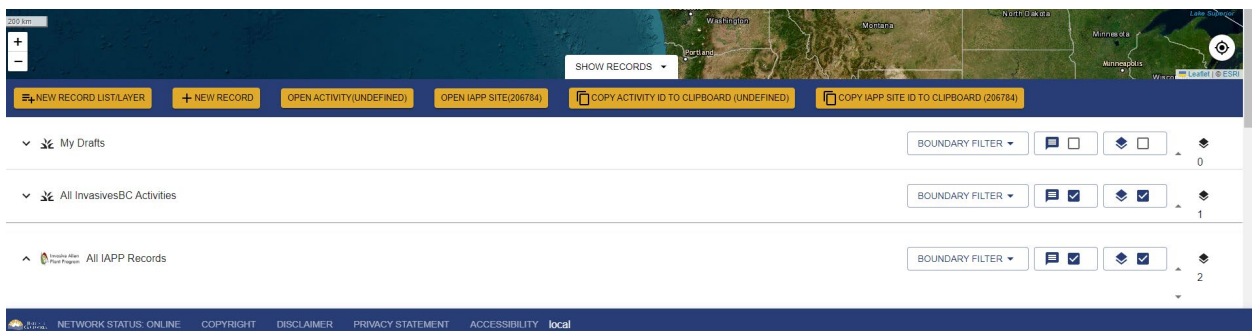 200 km
Washington
Montana
North Dakota
Lake Superior
Minnesota
+
Portland
Minneapolis
−
SHOW RECORDS
Leaflet | © ESRI
NEW RECORD LIST/LAYER
NEW RECORD
OPEN ACTIVITY(UNDEFINED)
OPEN IAPP SITE(206784)
COPY ACTIVITY ID TO CLIPBOARD (UNDEFINED)
COPY IAPP SITE ID TO CLIPBOARD (206784)
My Drafts
BOUNDARY FILTER
0
All InvasivesBC Activities
BOUNDARY FILTER
1
Invasive Alien
Plant Program
All IAPP Records
BOUNDARY FILTER
2
NETWORK STATUS: ONLINE
COPYRIGHT
DISCLAIMER
PRIVACY STATEMENT
ACCESSIBILITY
local